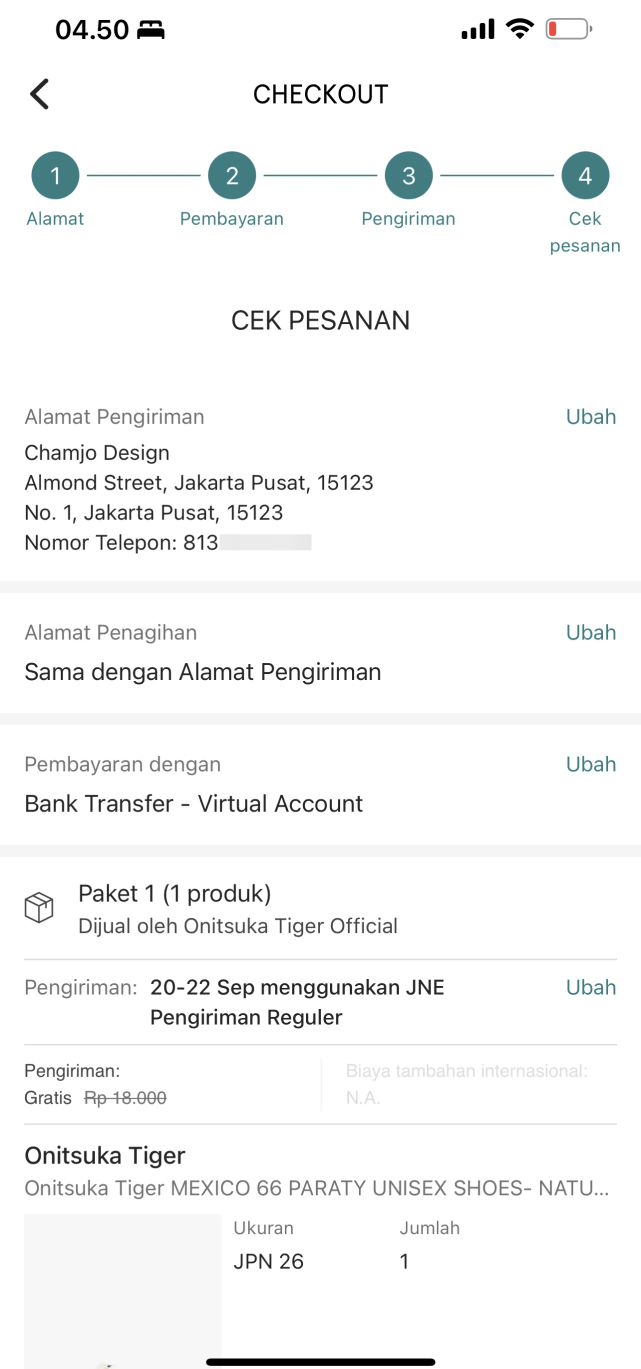 04.50
CHECKOUT
1
2
3
4
Alamat
Pembayaran
Pengiriman
Cek
pesanan
CEK PESANAN
Alamat Pengiriman
Ubah
Chamjo Design
Almond Street, Jakarta Pusat, 15123
No. 1, Jakarta Pusat, 15123
Nomor Telepon: 813
Alamat Penagihan
Ubah
Sama dengan Alamat Pengiriman
Pembayaran dengan
Ubah
Bank Transfer - Virtual Account
Paket 1 (1 produk)
Dijual oleh Onitsuka Tiger Official
Pengiriman: 20-22 Sep menggunakan JNE
Ubah
Pengiriman Reguler
Pengiriman:
Gratis Rp 18.000
Biaya tambahan internasional:
N.A.
Onitsuka Tiger
Onitsuka Tiger MEXICO 66 PARATY UNISEX SHOES- NATU...
Ukuran
Jumlah
JPN 26
1